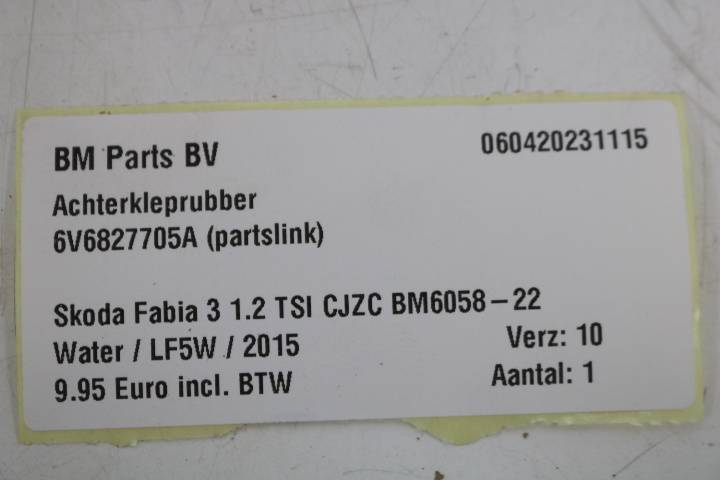 BM Parts BV 060420231115
Achterkleprubber
6V6827705A (partslink)
Skoda Fabia 3 1.2 TSI CJZC BM6058-22
Water / LF5W / 2015 Verz: 10
9.95 Euro incl. BTW Aantal: 1